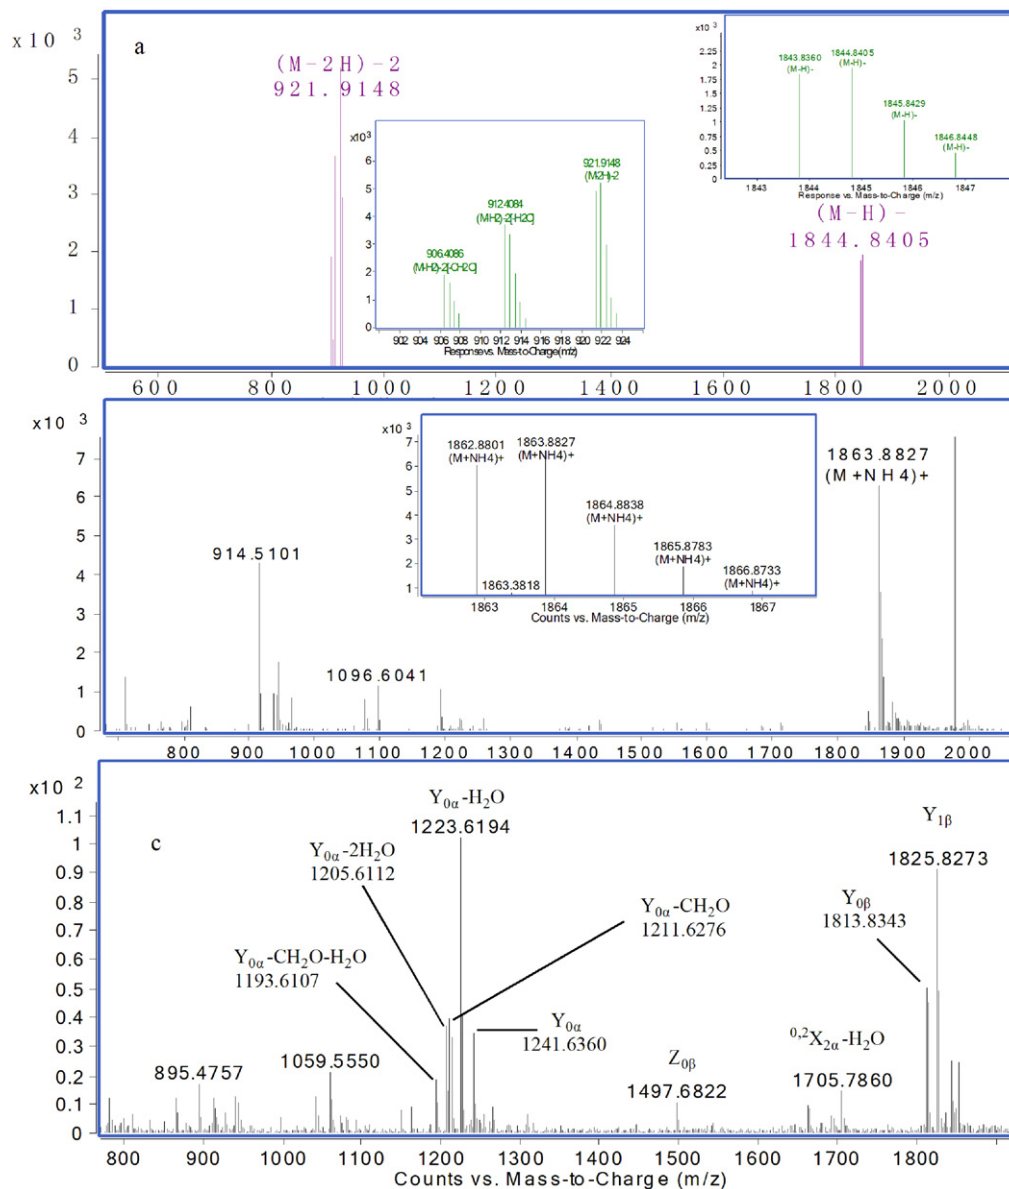 x10 3
a
(M-2H)-2
921.9148
5
4
3
2
1
0
x10 3
6
5
4
3
2
1
0
921.9148
(M-2H)-2
912.4084
(M-H2)-2[-H2O]
906.4086
(M-H2)-2[-CH2O]
902 904 906 908 910 912 914 916 918 920 922 924
Response vs. Mass-to-Charge (m/z)
x10 3
2.25
2
1.75
1.5
1.25
1
0.75
0.5
0.25
0
1843.8360
(M-H)-
1844.8405
(M-H)-
1845.8429
(M-H)-
1846.8448
(M-H)-
1843 1844 1845 1846 1847
Response vs. Mass-to-Charge (m/z)
(M-H)-
1844.8405
600 800 1000 1200 1400 1600 1800 2000
x10 3
7
6
5
4
3
2
1
0
914.5101
1096.6041
1863.8827
(M+NH4)+
x10 3
7
6
5
4
3
2
1
1862.8801
(M+NH4)+
1863.8827
(M+NH4)+
1864.8838
(M+NH4)+
1865.8783
(M+NH4)+
1866.8733
(M+NH4)+
1863.3818
1863 1864 1865 1866 1867
Counts vs. Mass-to-Charge (m/z)
800 900 1000 1100 1200 1300 1400 1500 1600 1700 1800 1900 2000
x10 2
c
1.1
1
0.9
0.8
0.7
0.6
0.5
0.4
0.3
0.2
0.1
0
Y0α-H2O
1223.6194
Y0α-2H2O
1205.6112
Y0α-CH2O-H2O
1193.6107
Y0α-CH2O
1211.6276
Y0α
1241.6360
895.4757
1059.5550
Z0β
1497.6822
0,2X2α-H2O
1705.7860
Y0β
1813.8343
Y1β
1825.8273
800 900 1000 1100 1200 1300 1400 1500 1600 1700 1800
Counts vs. Mass-to-Charge (m/z)